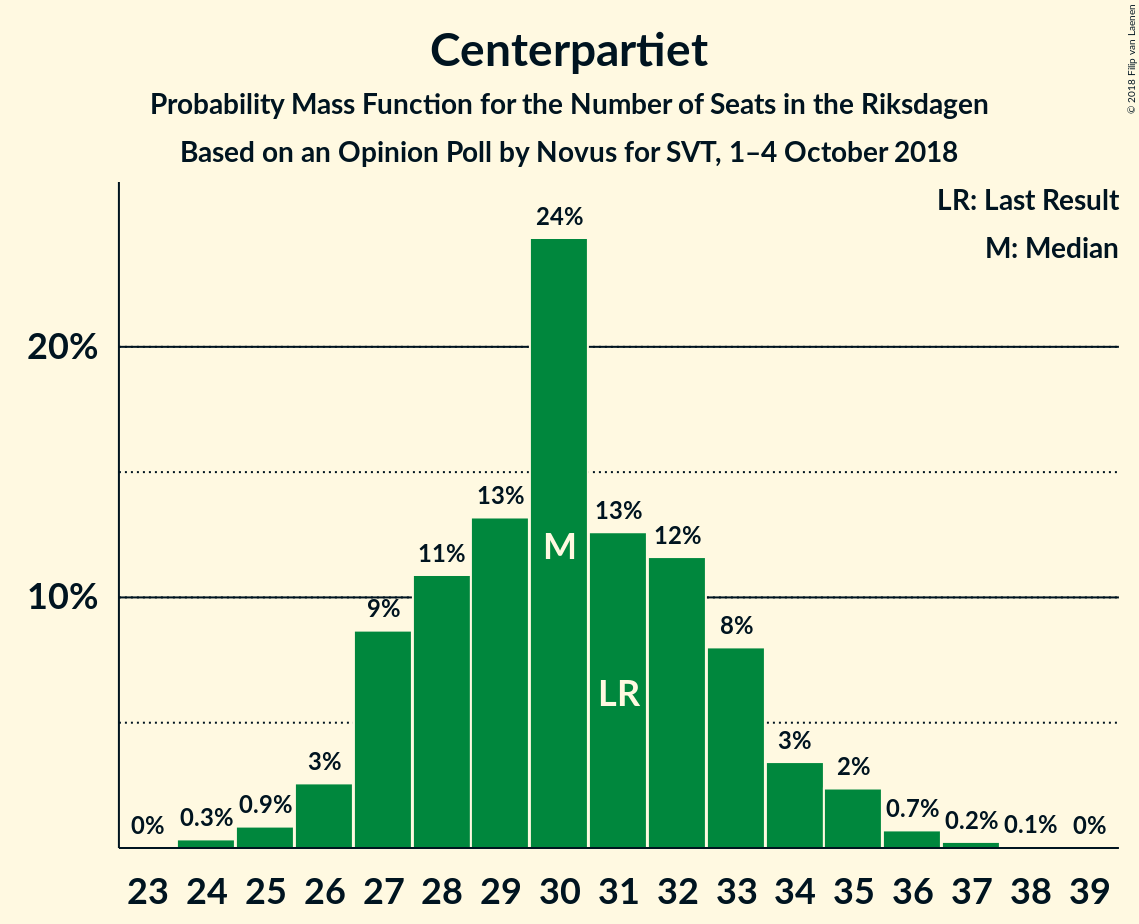 Centerpartiet
Probability Mass Function for the Number of Seats in the Riksdagen
Based on an Opinion Poll by Novus for SVT, 1–4 October 2018
© 2018 Filip van Laenen
LR: Last Result
M: Median
20%
10%
0%
0.3%
0.9%
3%
9%
11%
13%
24%
M
13%
LR
12%
8%
3%
2%
0.7%
0.2%
0.1%
0%
23 24 25 26 27 28 29 30 31 32 33 34 35 36 37 38 39